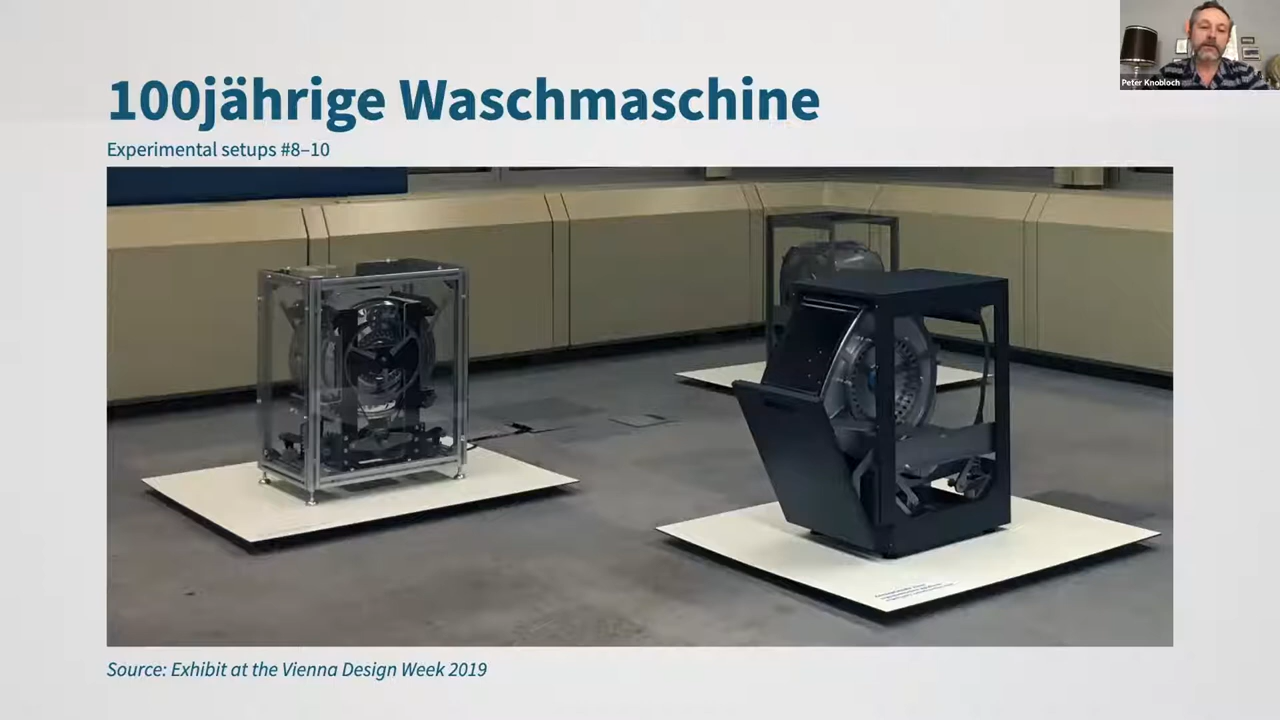 100jährige Waschmaschine
Experimental setups #8–10
Peter Knobloch
Source: Exhibit at the Vienna Design Week 2019